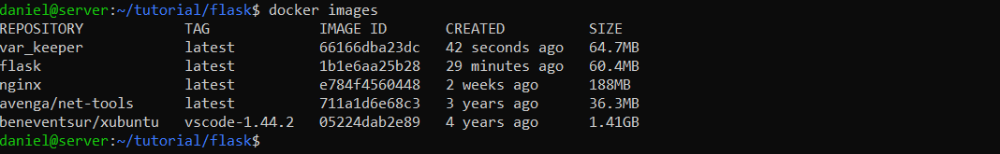 daniel@server:~/tutorial/flask$ docker images
REPOSITORY TAG IMAGE ID CREATED SIZE
var_keeper latest 66166dba23dc 42 seconds ago 64.7MB
flask latest 1b1e6aa25b28 29 minutes ago 60.4MB
nginx latest e784f4560448 2 weeks ago 188MB
avenga/net-tools latest 711a1d6e68c3 3 years ago 36.3MB
beneventsur/xubuntu vscode-1.44.2 05224dab2e89 4 years ago 1.41GB
daniel@server:~/tutorial/flask$